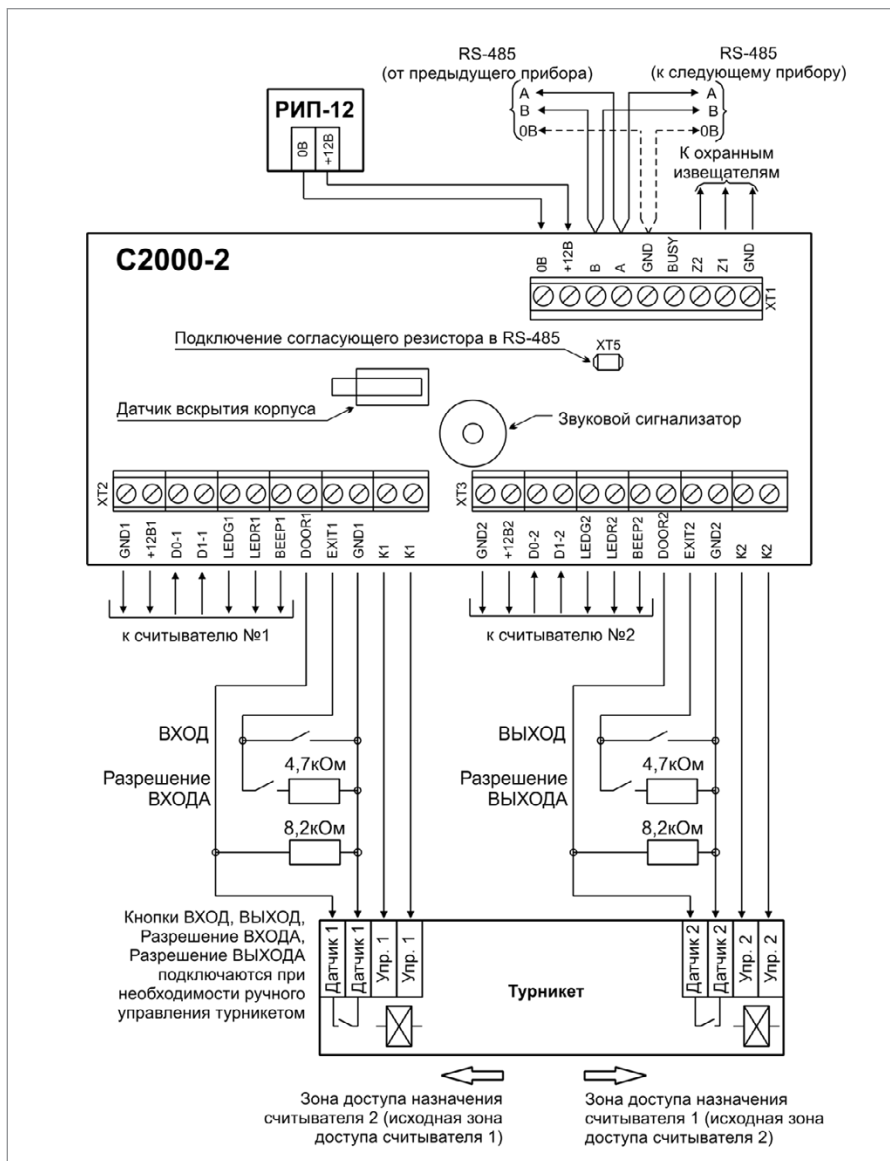 RS-485
(от предыдущего прибора)
RS-485
(к следующему прибору)
A
B
0В
A
B
0В
РИП-12
0В
+12В
К охранным
извещателям
С2000-2
0В
+12В
B
A
GND
BUSY
Z2
Z1
GND
XT1
Подключение согласующего резистора в RS-485
XT5
Датчик вскрытия корпуса
Звуковой сигнализатор
XT2
GND1
+12В1
D0-1
D1-1
LEDG1
LEDR1
BEEP1
DOOR1
EXIT1
GND1
K1
K1
XT3
GND2
+12В2
D0-2
D1-2
LEDG2
LEDR2
BEEP2
DOOR2
EXIT2
GND2
K2
K2
к считывателю №1
к считывателю №2
ВХОД
4,7кОм
Разрешение
ВХОДА
8,2кОм
ВЫХОД
4,7кОм
Разрешение
ВЫХОДА
8,2кОм
Кнопки ВХОД, ВЫХОД,
Разрешение ВХОДА,
Разрешение ВЫХОДА
подключаются при
необходимости ручного
управления турникетом
Датчик 1
Датчик 1
Упр. 1
Упр. 1
Турникет
Датчик 2
Датчик 2
Упр. 2
Упр. 2
Зона доступа назначения
считывателя 2 (исходная зона
доступа считывателя 1)
Зона доступа назначения
считывателя 1 (исходная зона
доступа считывателя 2)